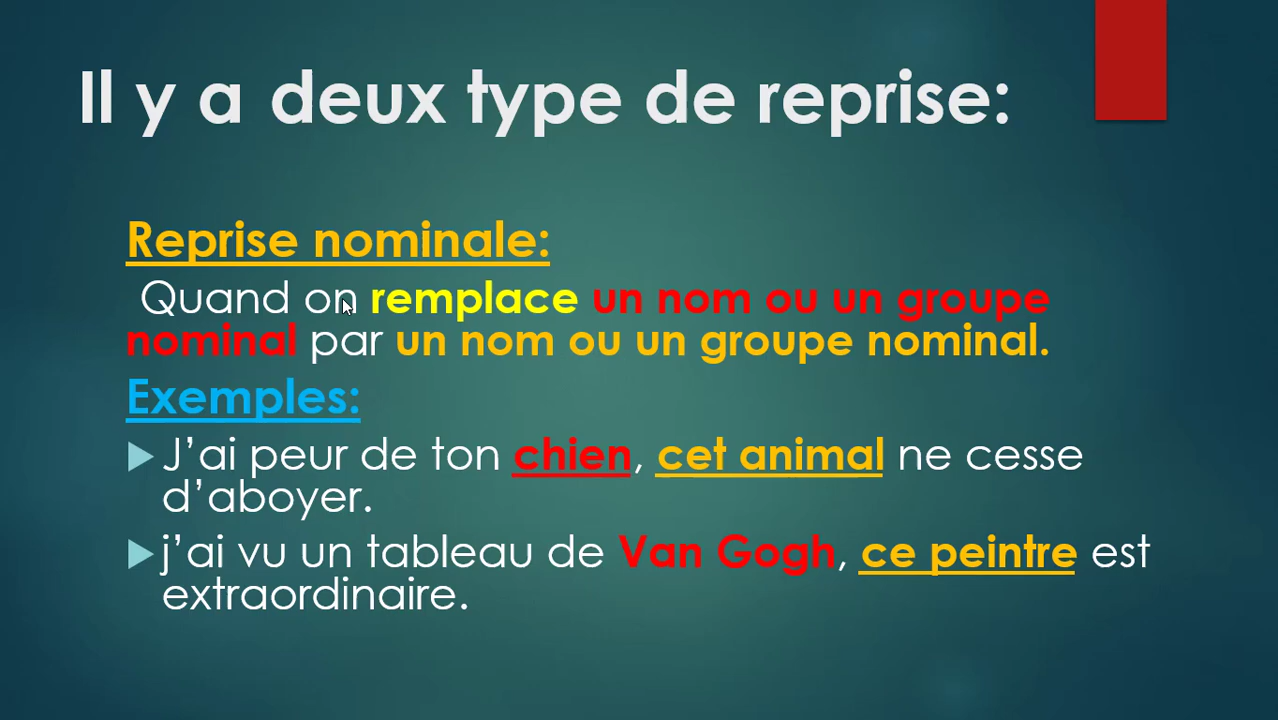 Il y a deux type de reprise:
Reprise nominale:
Quand on remplace un nom ou un groupe
nominal par un nom ou un groupe nominal.
Exemples:
J’ai peur de ton chien, cet animal ne cesse
d’aboyer.
j’ai vu un tableau de Van Gogh, ce peintre est
extraordinaire.